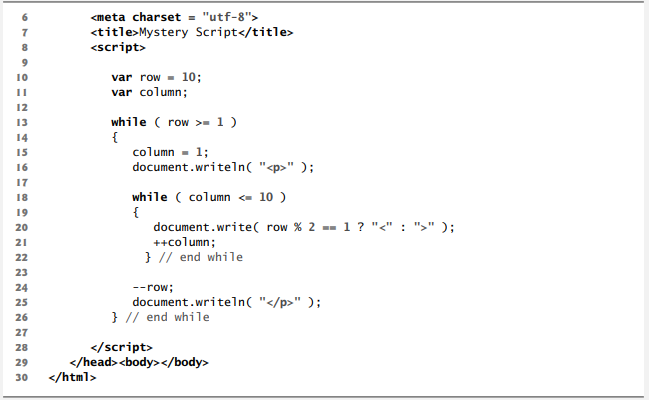 6 <meta charset = "utf-8">
7 <title>Mystery Script</title>
8 <script>
9
10 var row = 10;
11 var column;
12
13 while ( row >= 1 )
14 {
15 column = 1;
16 document.writeln( "<p>" );
17
18 while ( column <= 10 )
19 {
20 document.write( row % 2 == 1 ? "<" : ">" );
21 ++column;
22 } // end while
23
24 --row;
25 document.writeln( "</p>" );
26 } // end while
27
28 </script>
29 </head><body></body>
30 </html>